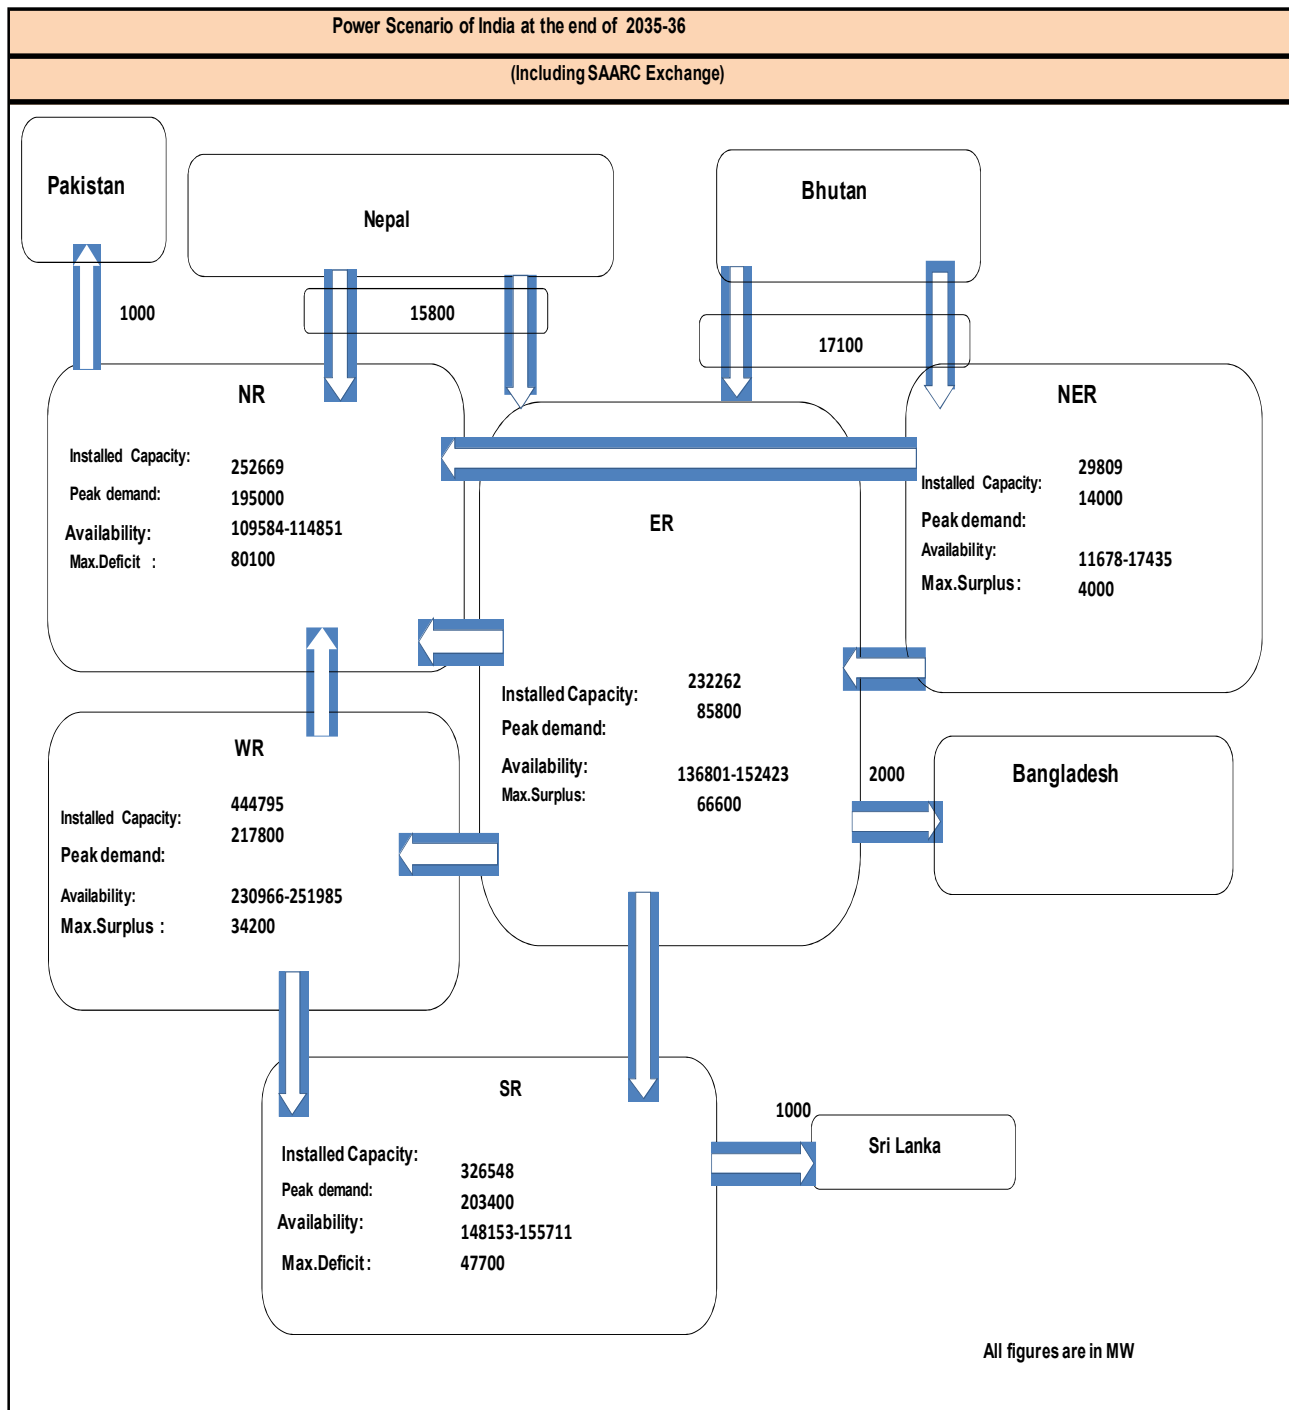 Power Scenario of India at the end of 2035-36
(Including SAARC Exchange)
Pakistan
Nepal
Bhutan
1000
15800
17100
NR
Installed Capacity: 252669
Peak demand: 195000
Availability: 109584-114851
Max.Deficit : 80100
NER
Installed Capacity: 29809
Peak demand: 14000
Availability: 11678-17435
Max.Surplus : 4000
ER
Installed Capacity: 232262
Peak demand: 85800
Availability: 136801-152423
Max.Surplus: 66600
2000
Bangladesh
WR
Installed Capacity: 444795
Peak demand: 217800
Availability: 230966-251985
Max.Surplus : 34200
SR
Installed Capacity: 326548
Peak demand: 203400
Availability: 148153-155711
Max.Deficit : 47700
1000
Sri Lanka
All figures are in MW